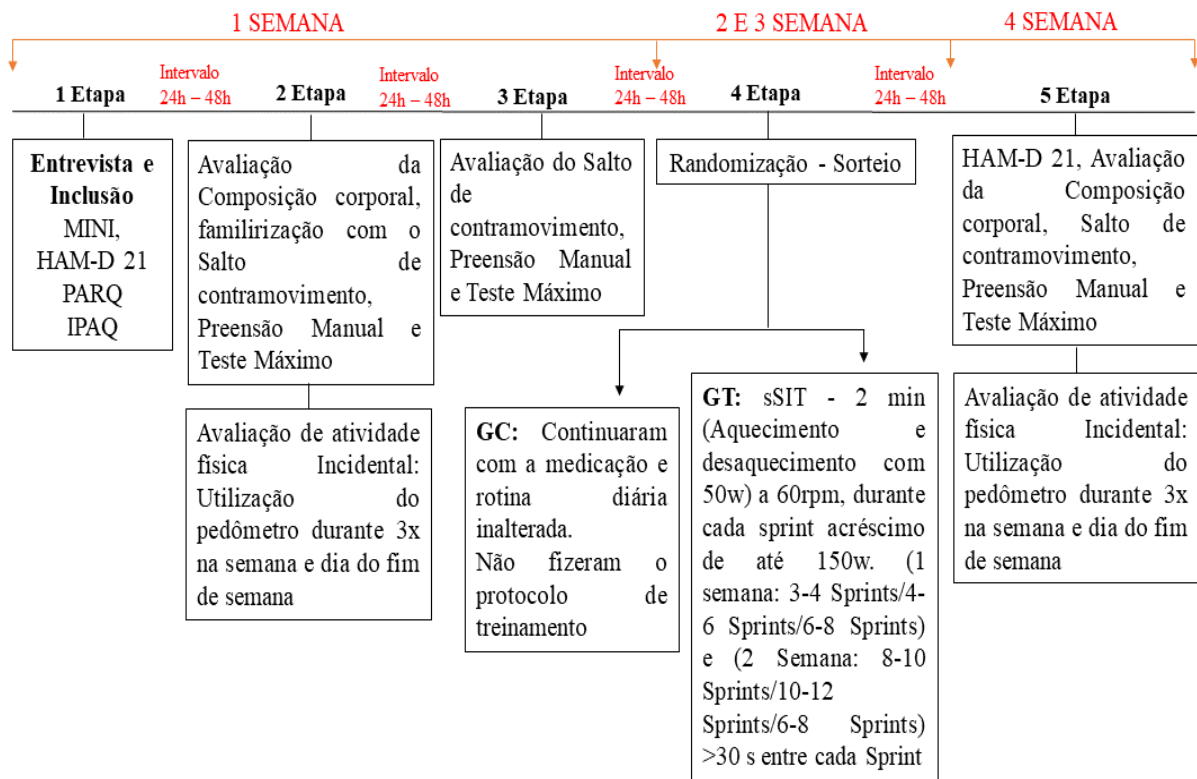 1 SEMANA
2 E 3 SEMANA
4 SEMANA
1 Etapa
Intervalo
24h – 48h
2 Etapa
Intervalo
24h – 48h
3 Etapa
Intervalo
24h – 48h
4 Etapa
Intervalo
24h – 48h
5 Etapa
Entrevista e
Inclusão
MINI,
HAM-D 21
PARQ
IPAQ
Avaliação da
Composição corporal,
familirização com o
Salto de
contramovimento,
Preensão Manual e
Teste Máximo
Avaliação do Salto
de
contramovimento,
Preensão Manual
e Teste Máximo
Randomização - Sorteio
HAM-D 21, Avaliação
da Composição
corporal, Salto de
contramovimento,
Preensão Manual e
Teste Máximo
Avaliação de atividade
física Incidental:
Utilização do
pedômetro durante 3x
na semana e dia do fim
de semana
GC: Continuaram
com a medicação e
rotina diária
inalterada.
Não fizeram o
protocolo de
treinamento
GT: sSIT - 2 min
(Aquecimento e
desaquecimento com
50w) a 60rpm, durante
cada sprint acréscimo
de até 150w. (1
semana: 3-4 Sprints/4-
6 Sprints/6-8 Sprints)
e (2 Semana: 8-10
Sprints/10-12
Sprints/6-8 Sprints)
>30 s entre cada Sprint
Avaliação de atividade
física Incidental:
Utilização do
pedômetro durante 3x
na semana e dia do fim
de semana